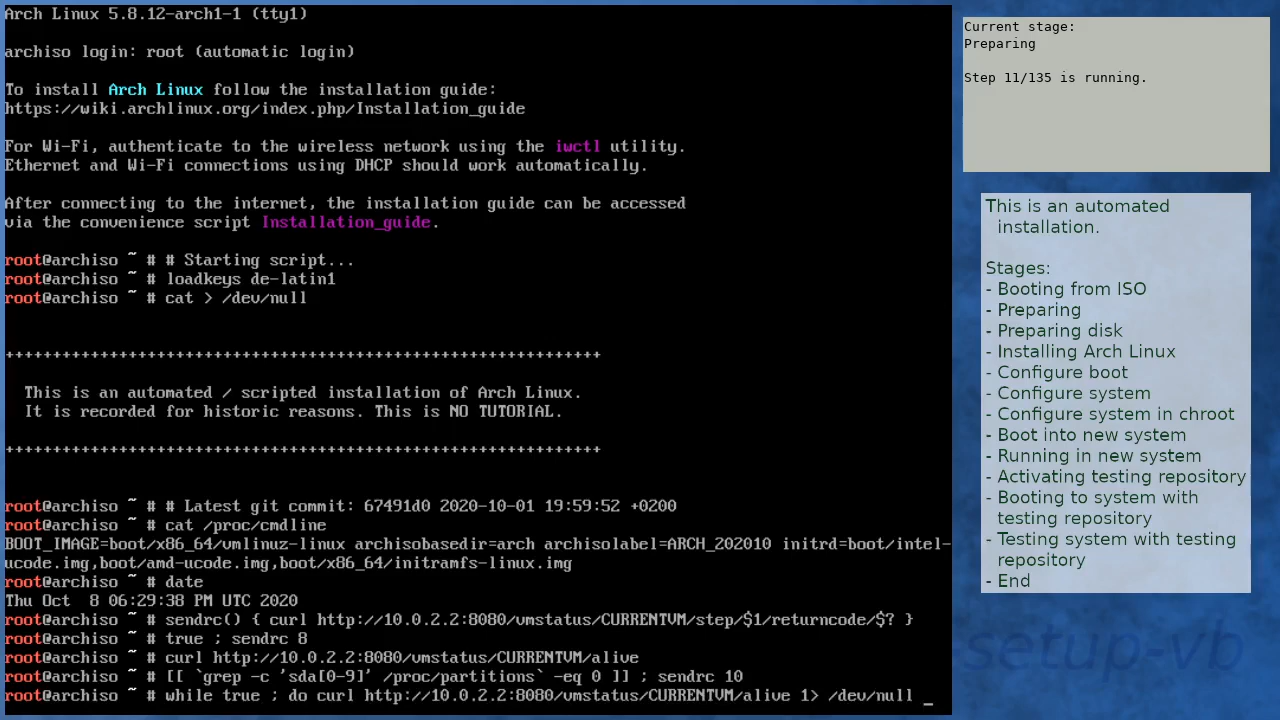 Arch Linux 5.8.12-arch1-1 (tty1)
archiso login: root (automatic login)
To install Arch Linux follow the installation guide:
https://wiki.archlinux.org/index.php/Installation_guide
For Wi-Fi, authenticate to the wireless network using the iwctl utility.
Ethernet and Wi-Fi connections using DHCP should work automatically.
After connecting to the internet, the installation guide can be accessed
via the convenience script Installation_guide.
root@archiso ~ # # Starting script...
root@archiso ~ # loadkeys de-latin1
root@archiso ~ # cat > /dev/null
+++++++++++++++++++++++++++++++++++++++++++++++++++++++++++++++
This is an automated / scripted installation of Arch Linux.
It is recorded for historic reasons. This is NO TUTORIAL.
+++++++++++++++++++++++++++++++++++++++++++++++++++++++++++++++
root@archiso ~ # # Latest git commit: 67491d0 2020-10-01 19:59:52 +0200
root@archiso ~ # cat /proc/cmdline
BOOT_IMAGE=boot/x86_64/vmlinuz-linux archisobasedir=arch archisolabel=ARCH_202010 initrd=boot/intel-
ucode.img,boot/amd-ucode.img,boot/x86_64/initramfs-linux.img
root@archiso ~ # date
Thu Oct  8 06:29:38 PM UTC 2020
root@archiso ~ # sendrc() { curl http://10.0.2.2:8080/vmstatus/CURRENTVM/step/$1/returncode/$? }
root@archiso ~ # true ; sendrc 8
root@archiso ~ # curl http://10.0.2.2:8080/vmstatus/CURRENTVM/alive
root@archiso ~ # [[ `grep -c 'sda[0-9]' /proc/partitions` -eq 0 ]] ; sendrc 10
root@archiso ~ # while true ; do curl http://10.0.2.2:8080/vmstatus/CURRENTVM/alive 1> /dev/null _
Current stage:
Preparing
Step 11/135 is running.
This is an automated
installation.
Stages:
- Booting from ISO
- Preparing
- Preparing disk
- Installing Arch Linux
- Configure boot
- Configure system
- Configure system in chroot
- Boot into new system
- Running in new system
- Activating testing repository
- Booting to system with
testing repository
- Testing system with testing
repository
- End
setup-vb